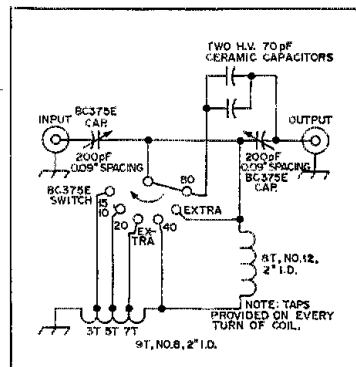 TWO H.V. 70pF
CERAMIC CAPACITORS
INPUT
BC375E
CAP.
OUTPUT
200pF
0.09" SPACING
200pF
0.09" SPACING
BC375E
CAP.
BC375E
SWITCH
80
15
10
20
EX-
TRA
40
EXTRA
8T, NO.12,
2" I.D.
NOTE: TAPS
PROVIDED ON EVERY
TURN OF COIL.
3T 5T 7T
9T, NO.8, 2" I.D.